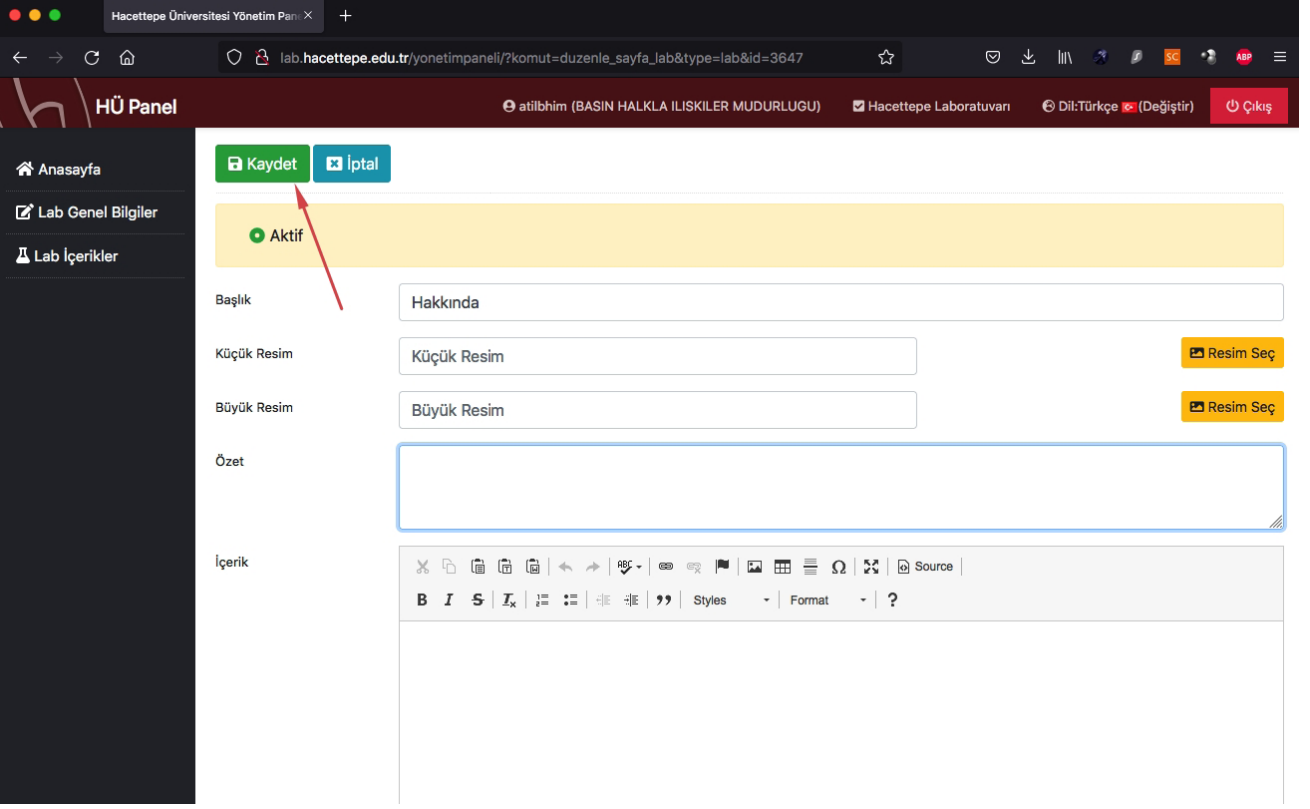 Hacettepe Üniversitesi Yönetim Pan
lab.hacettepe.edu.tr/yonetimpaneli/?komut=duzenle_sayfa_lab&type=lab&id=3647
SC
ABP
HÜ Panel
atilbhim (BASIN HALKLA ILISKILER MUDURLUGU)
Hacettepe Laboratuvarı
Dil:Türkçe (Değiştir)
Çıkış
Anasayfa
Lab Genel Bilgiler
Lab İçerikler
Kaydet
İptal
Aktif
Başlık
Hakkında
Küçük Resim
Küçük Resim
Resim Seç
Büyük Resim
Büyük Resim
Resim Seç
Özet
İçerik
ABC
Ω
Source
B I S Ix
Styles
Format
?